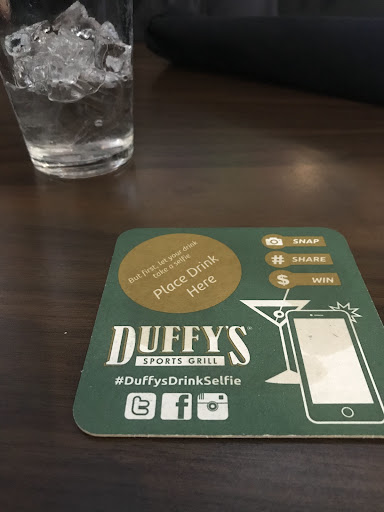 But first, let your drink
take a selfie
Place Drink
Here
SNAP
# SHARE
$ WIN
DUFFY'S®
SPORTS GRILL
#DuffysDrinkSelfie